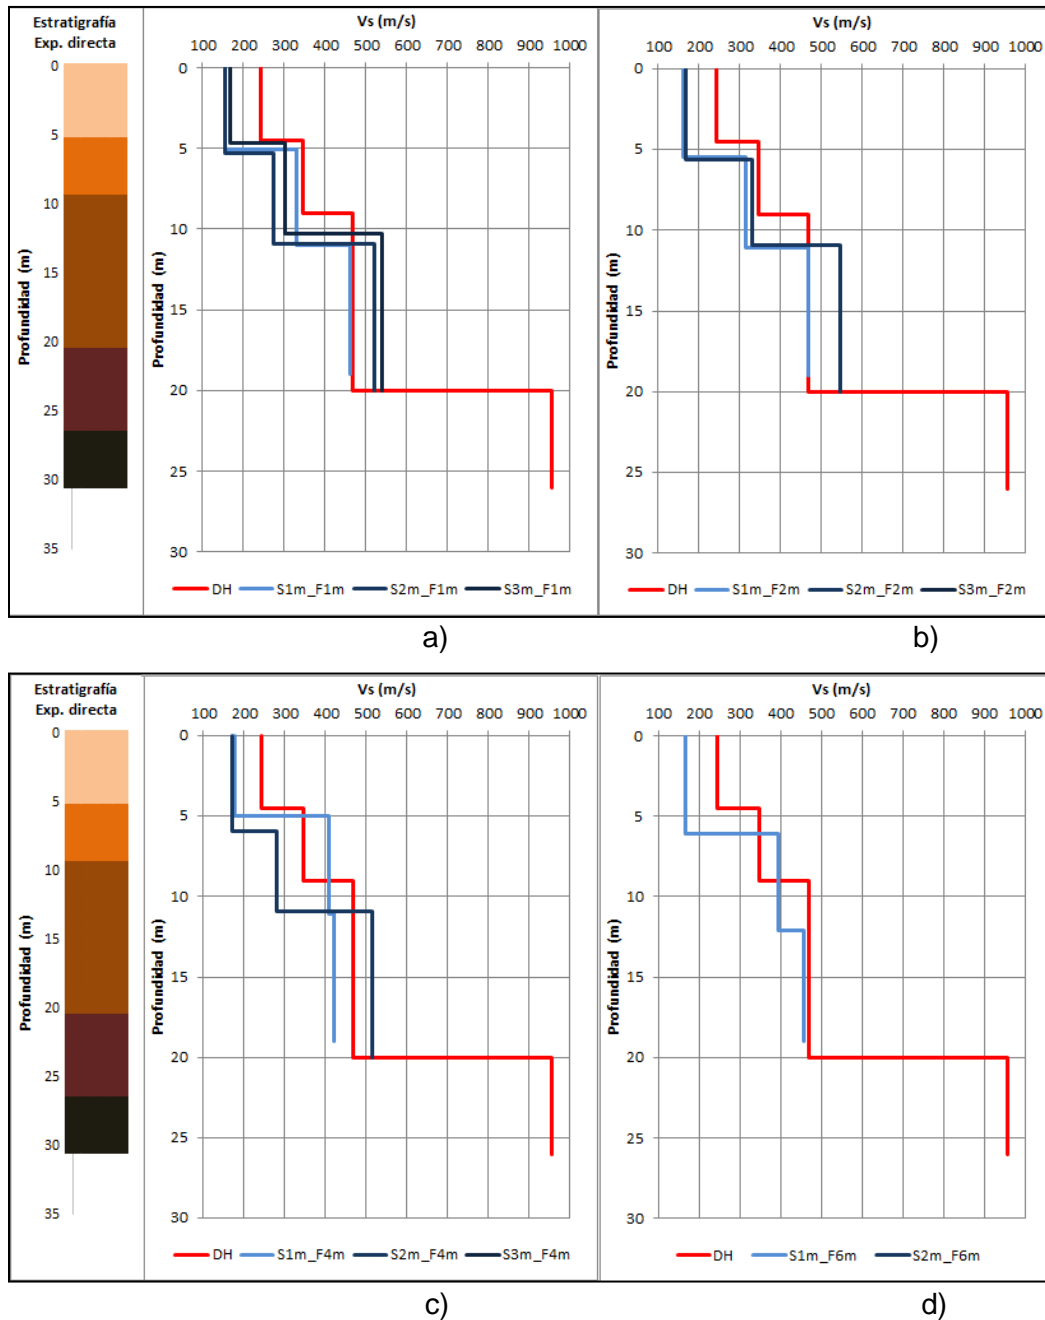 Estratigrafía
Exp. directa
Vs (m/s)
100 200 300 400 500 600 700 800 900 1000
Profundidad (m)
0
5
10
15
20
25
30
35
Profundidad (m)
0
5
10
15
20
25
30
DH S1m_F1m S2m_F1m S3m_F1m
Vs (m/s)
100 200 300 400 500 600 700 800 900 1000
Profundidad (m)
0
5
10
15
20
25
30
DH S1m_F2m S2m_F2m S3m_F2m
a)
b)
Estratigrafía
Exp. directa
Vs (m/s)
100 200 300 400 500 600 700 800 900 1000
Profundidad (m)
0
5
10
15
20
25
30
35
Profundidad (m)
0
5
10
15
20
25
30
DH S1m_F4m S2m_F4m S3m_F4m
Vs (m/s)
100 200 300 400 500 600 700 800 900 1000
Profundidad (m)
0
5
10
15
20
25
30
DH S1m_F6m S2m_F6m
c)
d)